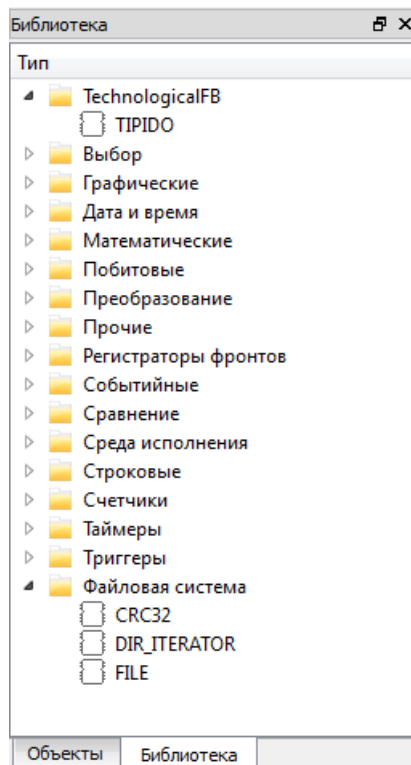 Библиотека
Тип
TechnologicalFB
TIPIDO
Выбор
Графические
Дата и время
Математические
Побитовые
Преобразование
Прочие
Регистраторы фронтов
Событийные
Сравнение
Среда исполнения
Строковые
Счетчики
Таймеры
Триггеры
Файловая система
CRC32
DIR_ITERATOR
FILE
Объекты Библиотека